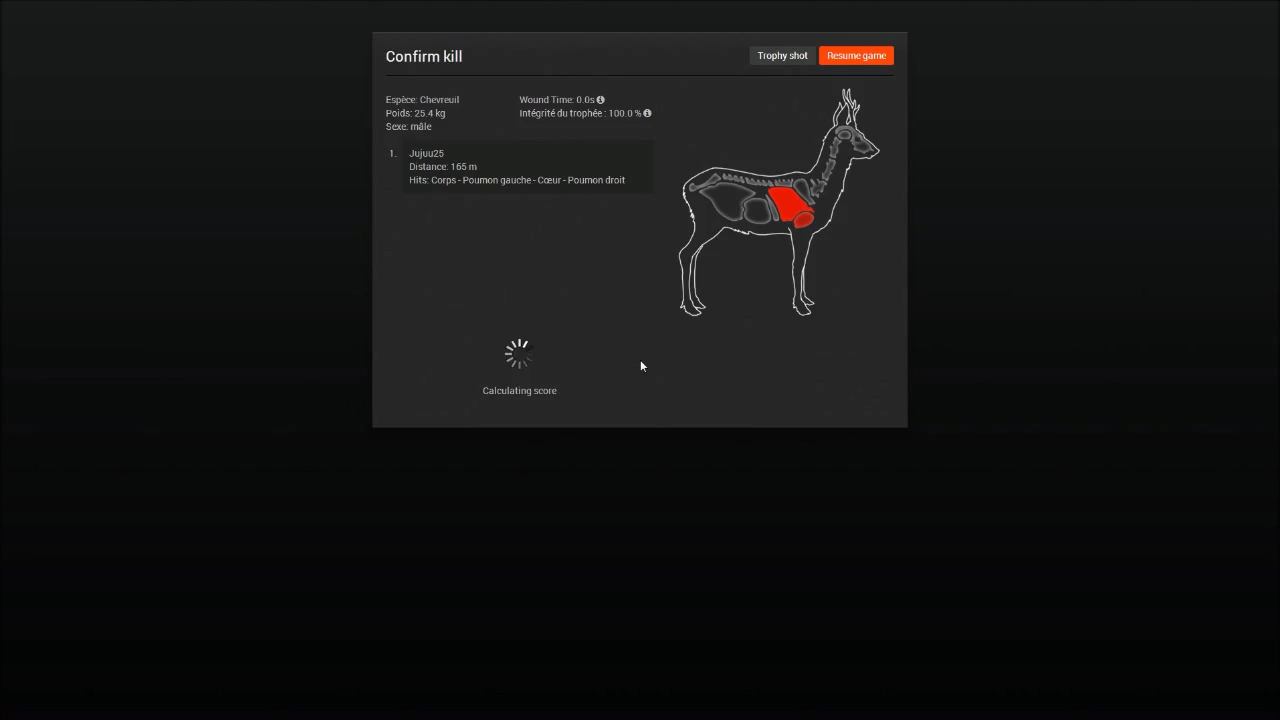 Confirm kill
Trophy shot
Resume game
Espèce: Chevreuil
Poids: 25.4 kg
Sexe: mâle
Wound Time: 0.0s
Intégrité du trophée : 100.0 %
1. Jujuu25
Distance: 165 m
Hits: Corps - Poumon gauche - Cœur - Poumon droit
Calculating score